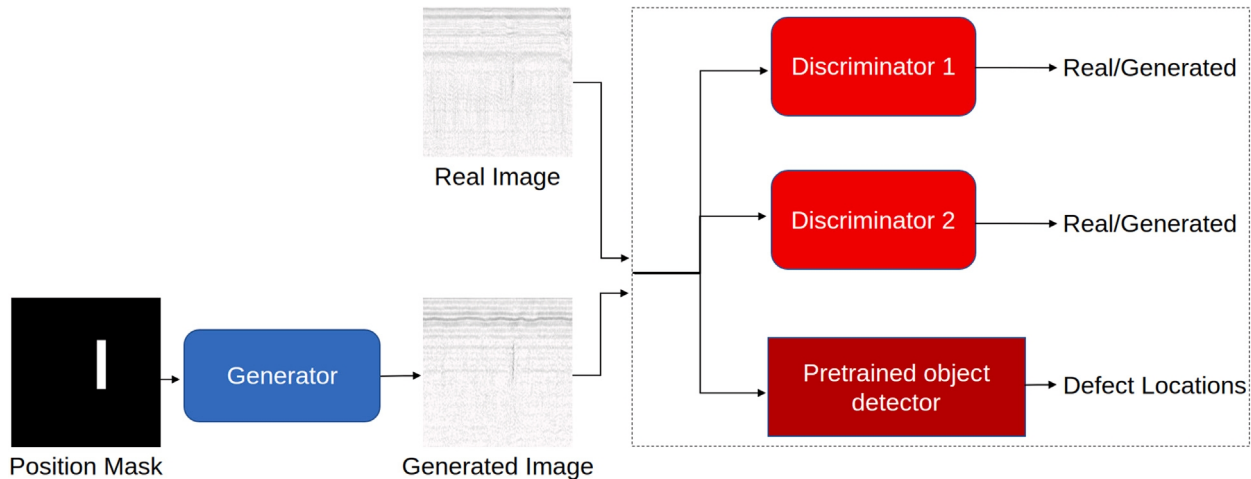 Discriminator 1
Real/Generated
Real Image
Discriminator 2
Real/Generated
Generator
Pretrained object
detector
Defect Locations
Position Mask
Generated Image